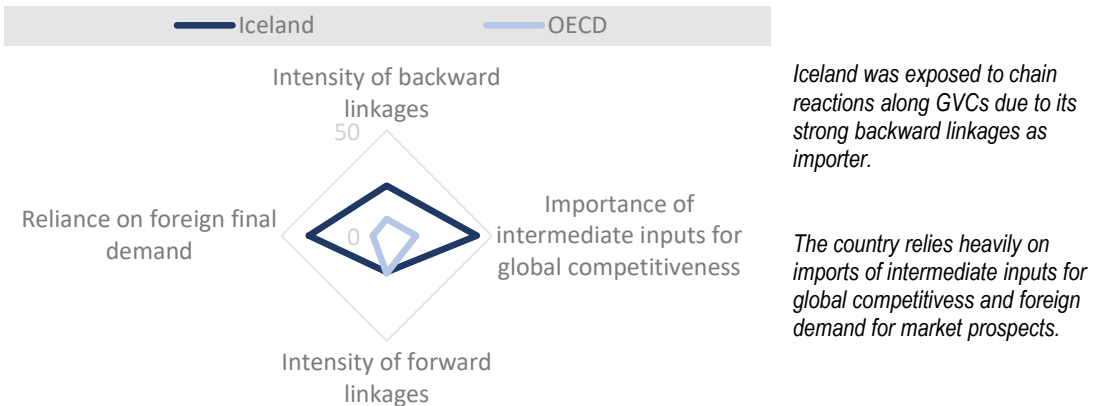 Iceland
OECD
Intensity of backward
linkages
50
0
Reliance on foreign final
demand
Importance of
intermediate inputs for
global competitiveness
Intensity of forward
linkages
Iceland was exposed to chain
reactions along GVCs due to its
strong backward linkages as
importer.
The country relies heavily on
imports of intermediate inputs for
global competitivess and foreign
demand for market prospects.